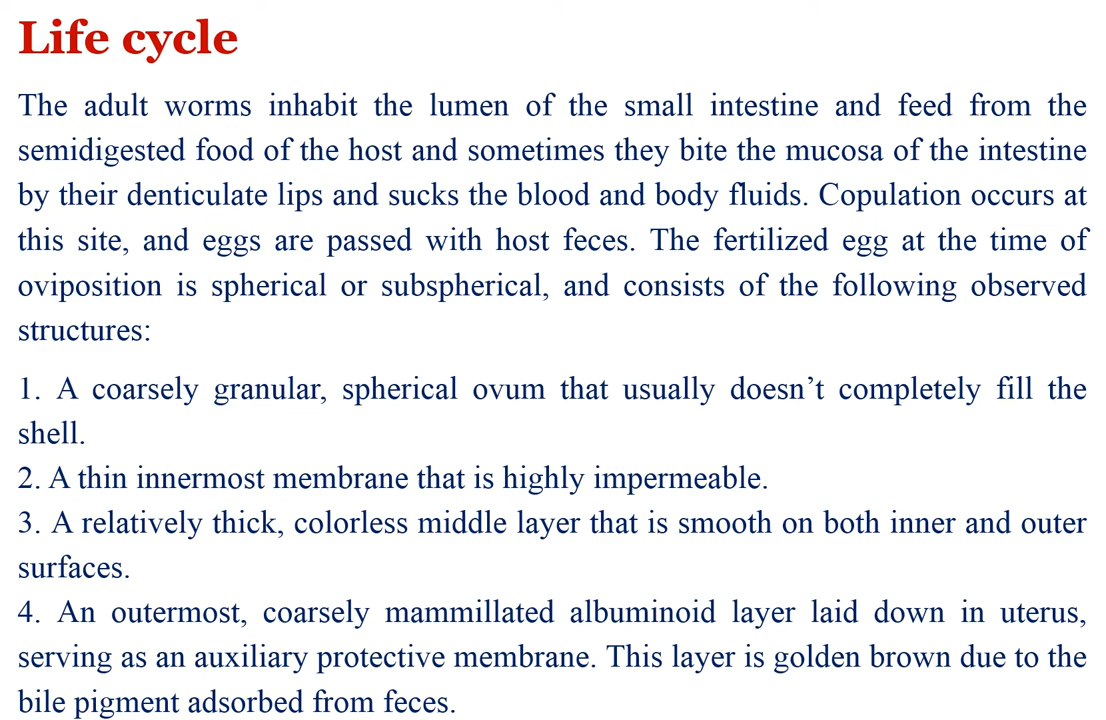 Life cycle
The adult worms inhabit the lumen of the small intestine and feed from the
semidigested food of the host and sometimes they bite the mucosa of the intestine
by their denticulate lips and sucks the blood and body fluids. Copulation occurs at
this site, and eggs are passed with host feces. The fertilized egg at the time of
oviposition is spherical or subspherical, and consists of the following observed
structures:
1. A coarsely granular, spherical ovum that usually doesn’t completely fill the
shell.
2. A thin innermost membrane that is highly impermeable.
3. A relatively thick, colorless middle layer that is smooth on both inner and outer
surfaces.
4. An outermost, coarsely mammillated albuminoid layer laid down in uterus,
serving as an auxiliary protective membrane. This layer is golden brown due to the
bile pigment adsorbed from feces.